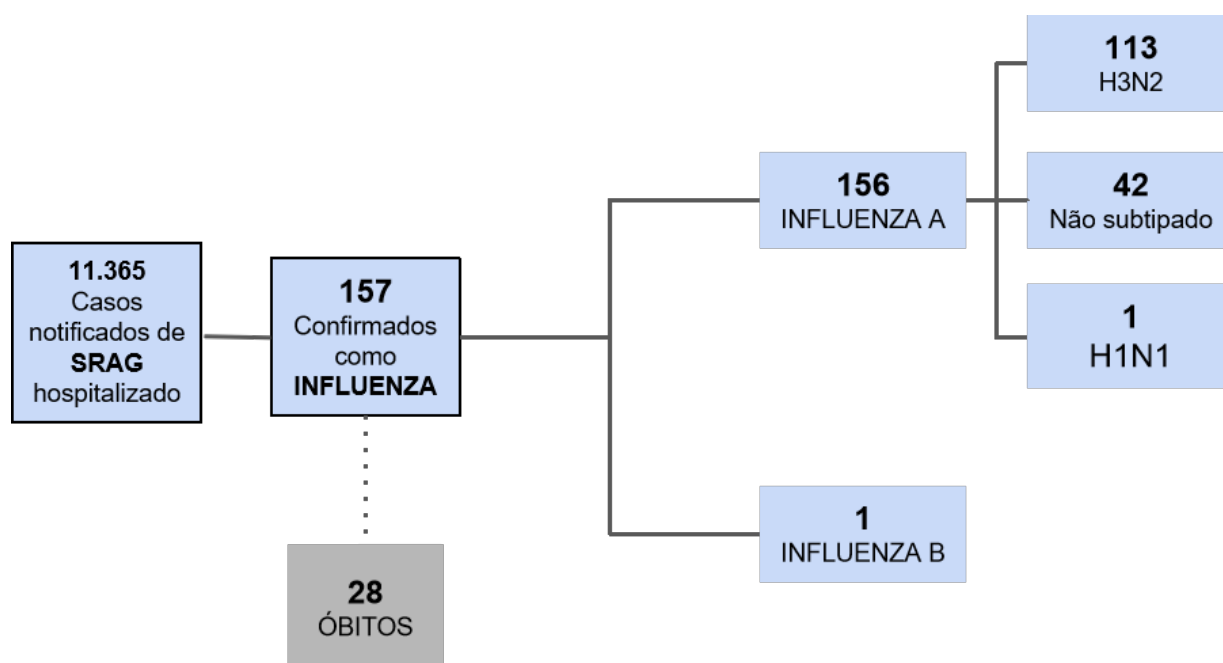 11.365
Casos
notificados de
SRAG
hospitalizado
157
Confirmados
como
INFLUENZA
28
ÓBITOS
156
INFLUENZA A
1
INFLUENZA B
113
H3N2
42
Não subtipado
1
H1N1